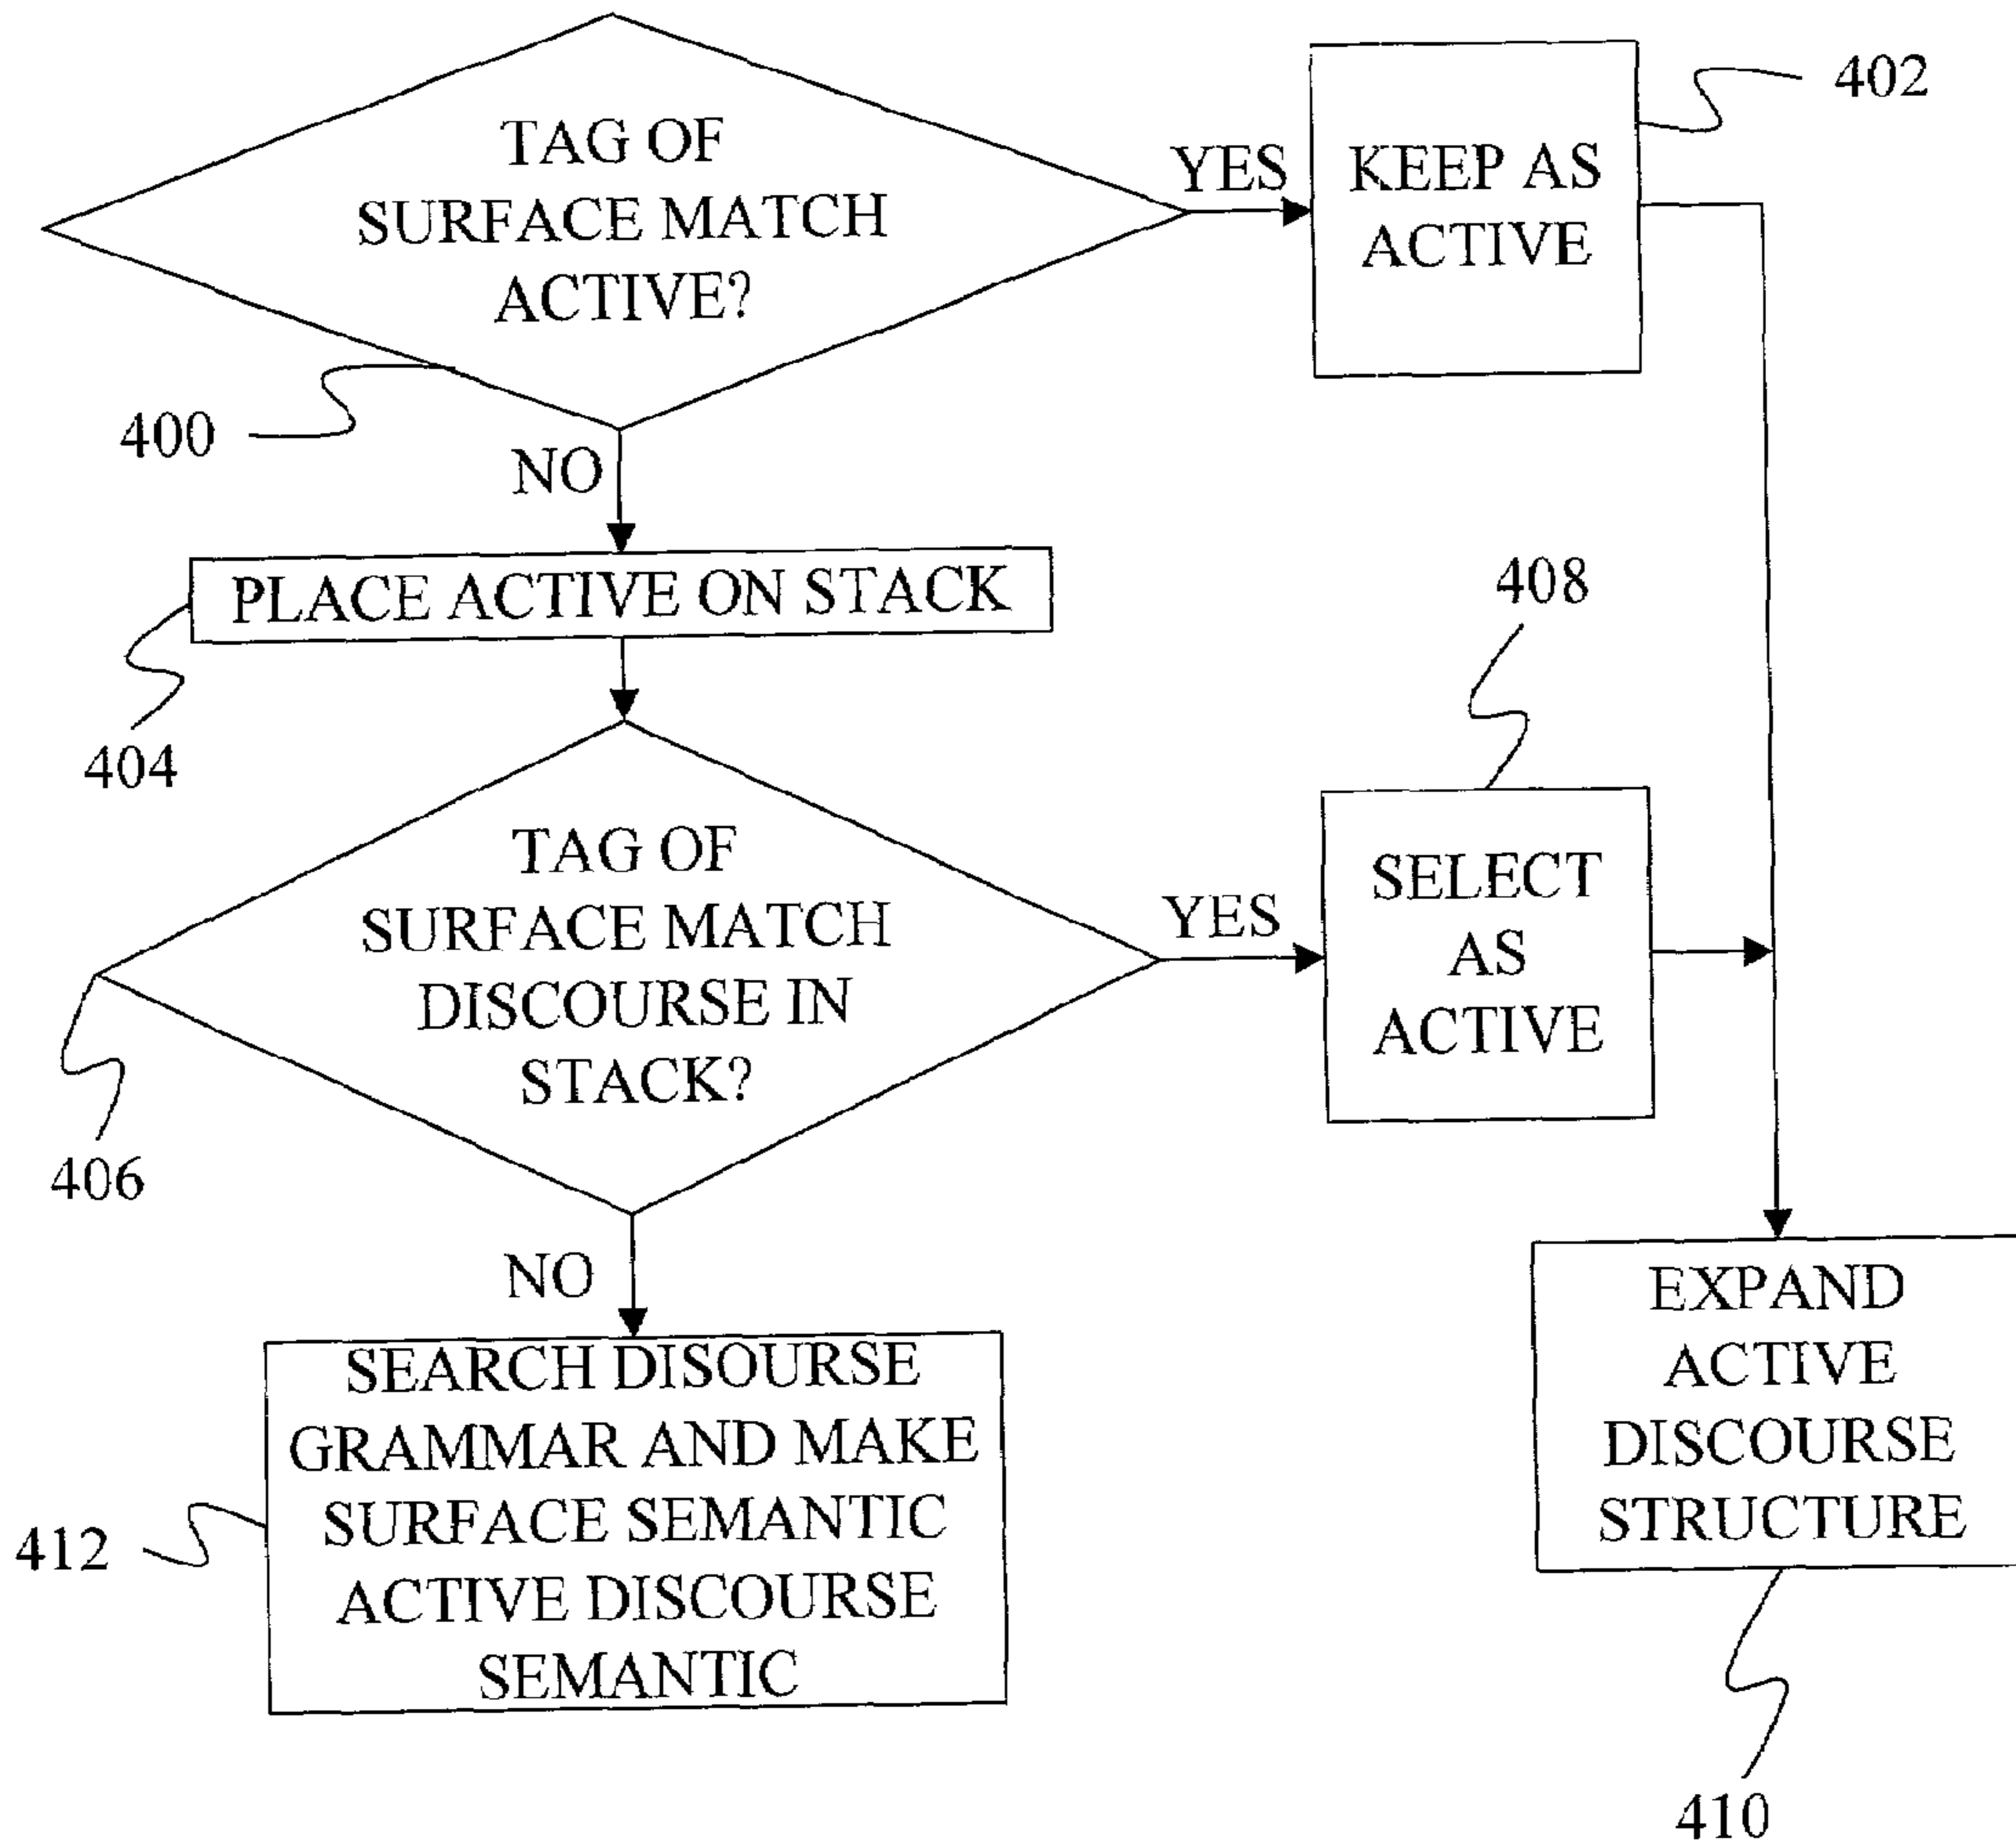 TAG OF
SURFACE MATCH
ACTIVE?
400
YES
KEEP AS
ACTIVE
402
NO
PLACE ACTIVE ON STACK
404
TAG OF
SURFACE MATCH
DISCOURSE IN
STACK?
406
YES
SELECT
AS
ACTIVE
408
NO
SEARCH DISOURSE
GRAMMAR AND MAKE
SURFACE SEMANTIC
ACTIVE DISCOURSE
SEMANTIC
412
EXPAND
ACTIVE
DISCOURSE
STRUCTURE
410